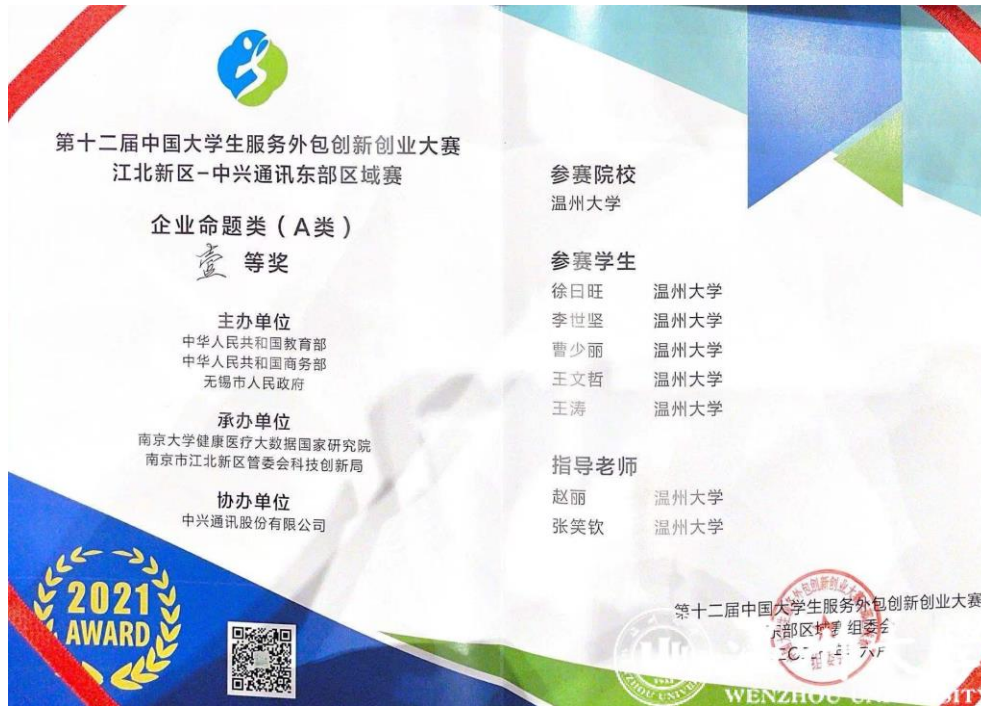 第十二届中国大学生服务外包创新创业大赛
江北新区-中兴通讯东部区域赛
企业命题类（A类）
壹 等奖
主办单位
中华人民共和国教育部
中华人民共和国商务部
无锡市人民政府
承办单位
南京大学健康医疗大数据国家研究院
南京市江北新区管委会科技创新局
协办单位
中兴通讯股份有限公司
2021
AWARD
参赛院校
温州大学
参赛学生
徐日旺 温州大学
李世坚 温州大学
曹少丽 温州大学
王文哲 温州大学
王涛 温州大学
指导老师
赵丽 温州大学
张笑钦 温州大学
第十二届中国大学生服务外包创新创业大赛
东部区域赛 组委会
WENZHOU UNIVERSITY